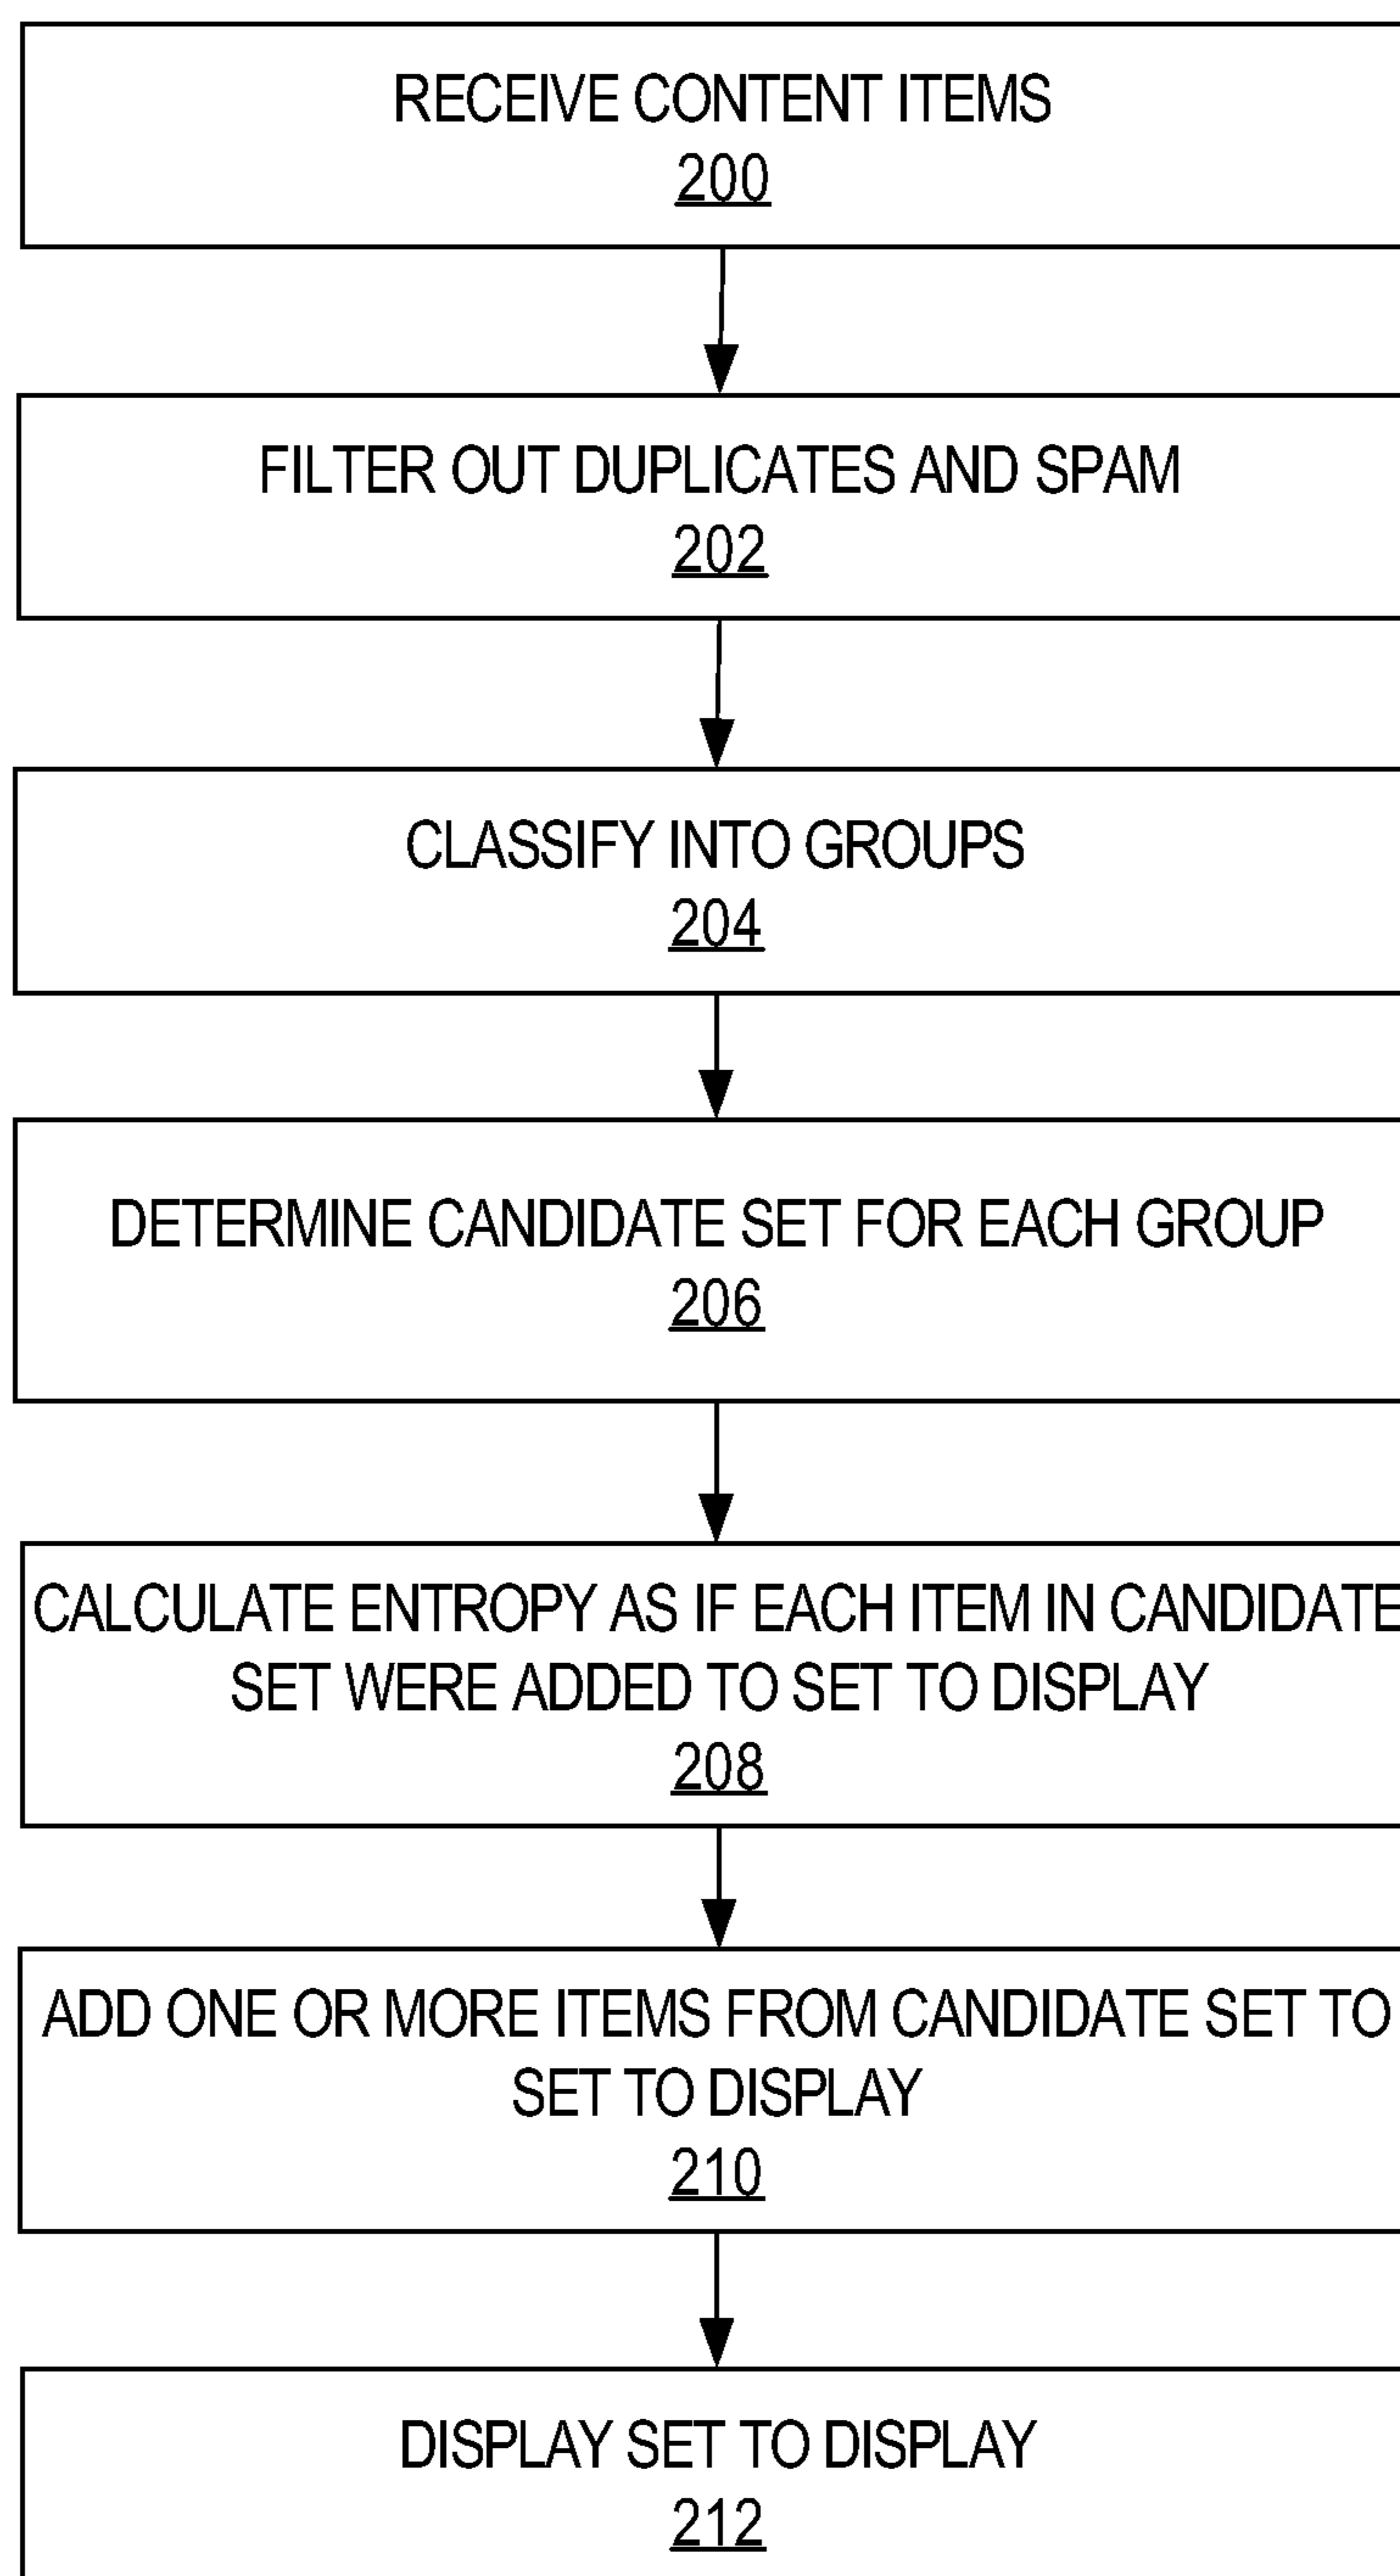 RECEIVE CONTENT ITEMS
200
FILTER OUT DUPLICATES AND SPAM
202
CLASSIFY INTO GROUPS
204
DETERMINE CANDIDATE SET FOR EACH GROUP
206
CALCULATE ENTROPY AS IF EACH ITEM IN CANDIDATE
SET WERE ADDED TO SET TO DISPLAY
208
ADD ONE OR MORE ITEMS FROM CANDIDATE SET TO
SET TO DISPLAY
210
DISPLAY SET TO DISPLAY
212